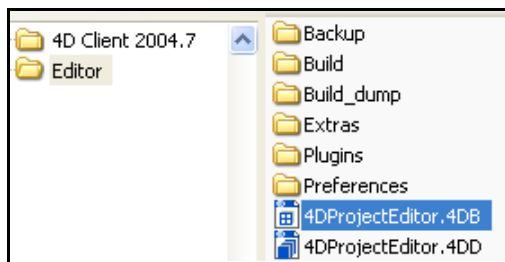 4D Client 2004.7
Editor
Backup
Build
Build_dump
Extras
Plugins
Preferences
4DProjectEditor.4DB
4DProjectEditor.4DD